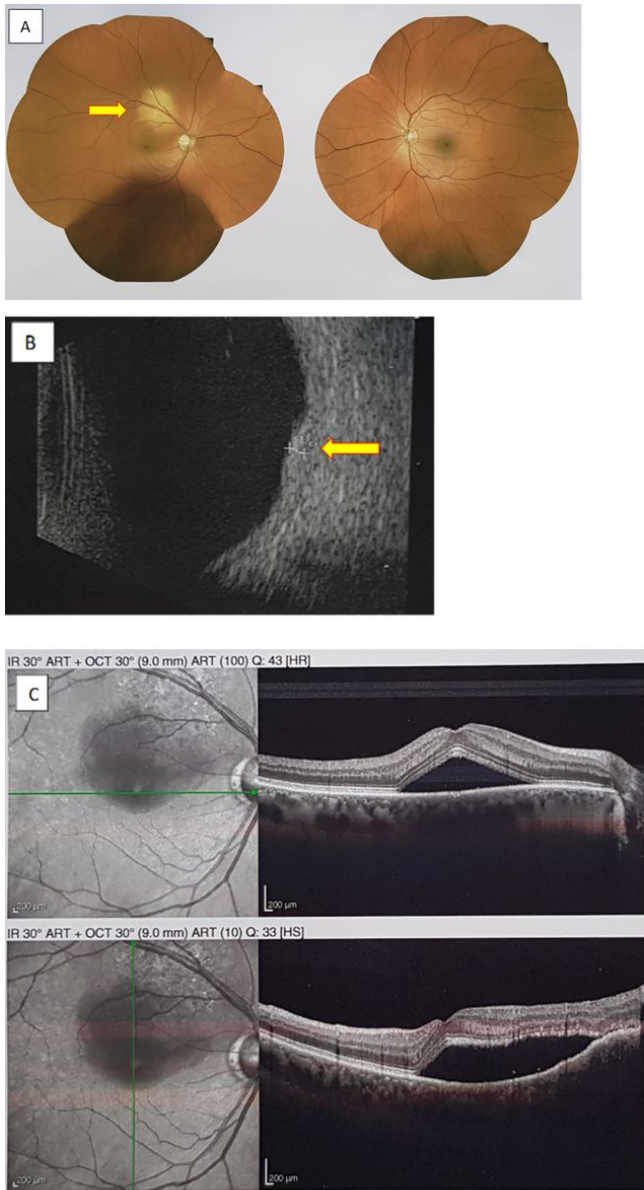 A
B
IR 30° ART + OCT 30° (9.0 mm) ART (100) Q: 43 [HR]
C
200 µm
200 µm
IR 30° ART + OCT 30° (9.0 mm) ART (10) Q: 33 [HS]
200 µm
200 µm